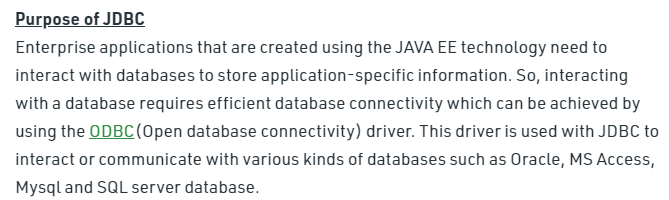 Purpose of JDBC
Enterprise applications that are created using the JAVA EE technology need to
interact with databases to store application-specific information. So, interacting
with a database requires efficient database connectivity which can be achieved by
using the ODBC(Open database connectivity) driver. This driver is used with JDBC to
interact or communicate with various kinds of databases such as Oracle, MS Access,
Mysql and SQL server database.